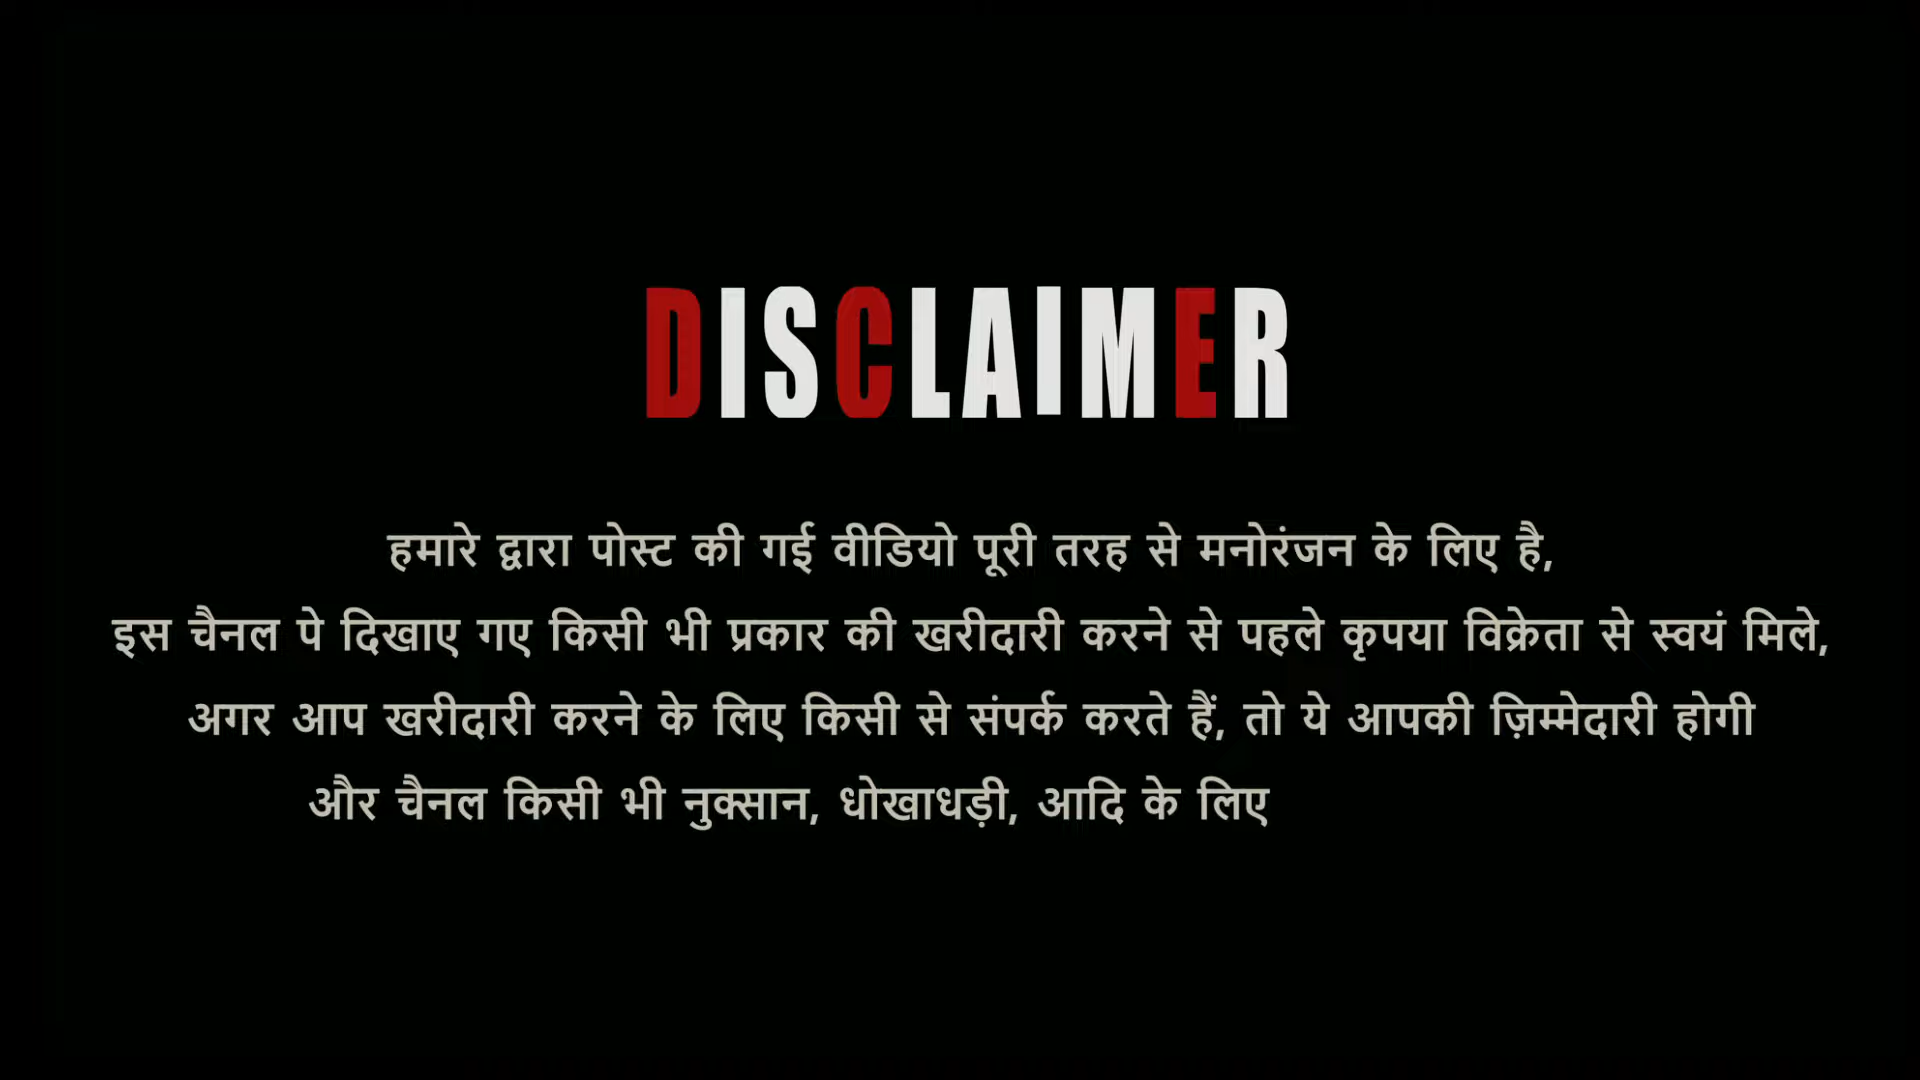 DISCLAIMER
हमारे द्वारा पोस्ट की गई वीडियो पूरी तरह से मनोरंजन के लिए है,
इस चैनल पे दिखाए गए किसी भी प्रकार की खरीदारी करने से पहले कृपया विक्रेता से स्वयं मिले,
अगर आप खरीदारी करने के लिए किसी से संपर्क करते हैं, तो ये आपकी ज़िम्मेदारी होगी
और चैनल किसी भी नुक्सान, धोखाधड़ी, आदि के लिए